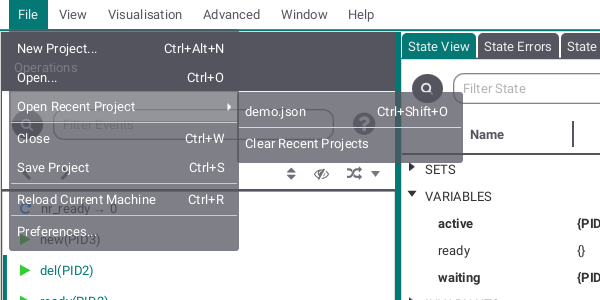 File View Visualisation Advanced Window Help
New Project... Ctrl+Alt+N
Operations
Open... Ctrl+O
Open Recent Project
demo.json Ctrl+Shift+O
Clear Recent Projects
Filter Events
Close Ctrl+W
Save Project Ctrl+S
Reload Current Machine Ctrl+R
Preferences...
nr_ready → 0
new(PID3)
del(PID2)
ready(PID2)
State View State Errors State
Filter State
Name
SETS
VARIABLES
active {PID
ready {}
waiting {PID